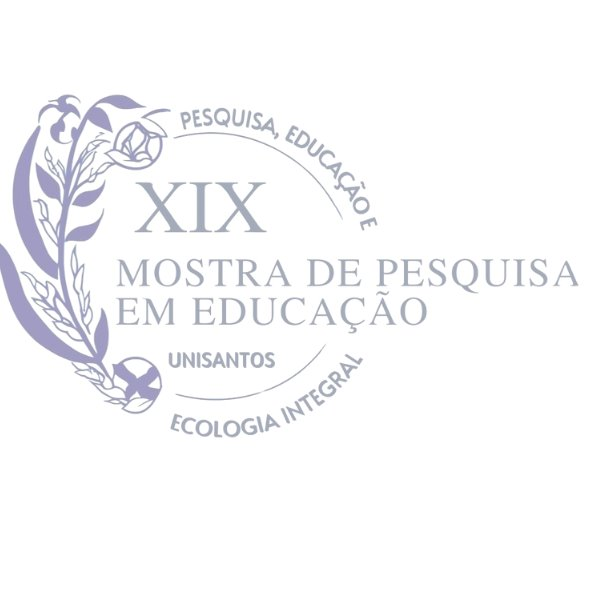 PESQUISA, EDUCAÇÃO E
XIX
MOSTRA DE PESQUISA
EM EDUCAÇÃO
UNISANTOS
ECOLOGIA INTEGRAL